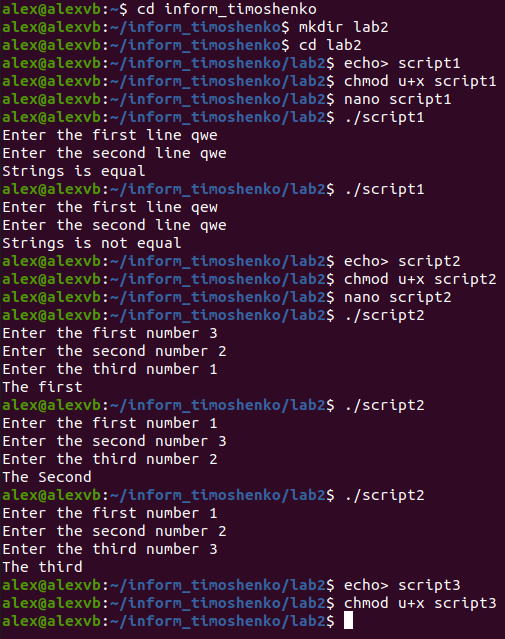 alex@alexvb:~$ cd inform_timoshenko
alex@alexvb:~/inform_timoshenko$ mkdir lab2
alex@alexvb:~/inform_timoshenko$ cd lab2
alex@alexvb:~/inform_timoshenko/lab2$ echo> script1
alex@alexvb:~/inform_timoshenko/lab2$ chmod u+x script1
alex@alexvb:~/inform_timoshenko/lab2$ nano script1
alex@alexvb:~/inform_timoshenko/lab2$ ./script1
Enter the first line qwe
Enter the second line qwe
Strings is equal
alex@alexvb:~/inform_timoshenko/lab2$ ./script1
Enter the first line qew
Enter the second line qwe
Strings is not equal
alex@alexvb:~/inform_timoshenko/lab2$ echo> script2
alex@alexvb:~/inform_timoshenko/lab2$ chmod u+x script2
alex@alexvb:~/inform_timoshenko/lab2$ nano script2
alex@alexvb:~/inform_timoshenko/lab2$ ./script2
Enter the first number 3
Enter the second number 2
Enter the third number 1
The first
alex@alexvb:~/inform_timoshenko/lab2$ ./script2
Enter the first number 1
Enter the second number 3
Enter the third number 2
The Second
alex@alexvb:~/inform_timoshenko/lab2$ ./script2
Enter the first number 1
Enter the second number 2
Enter the third number 3
The third
alex@alexvb:~/inform_timoshenko/lab2$ echo> script3
alex@alexvb:~/inform_timoshenko/lab2$ chmod u+x script3
alex@alexvb:~/inform_timoshenko/lab2$